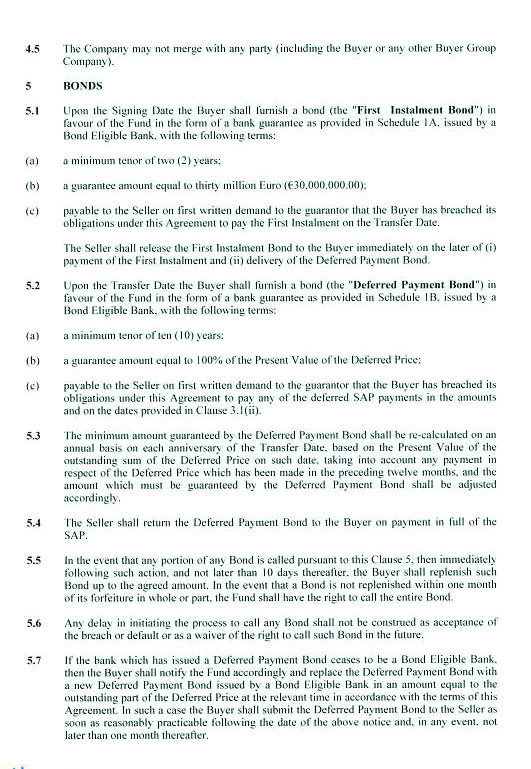 4.5 The Company may not merge with any party (including the Buyer or any other Buyer Group
Company).
5 BONDS
5.1 Upon the Signing Date the Buyer shall furnish a bond (the "First Instalment Bond") in
favour of the Fund in the form of a bank guarantee as provided in Schedule 1A, issued by a
Bond Eligible Bank, with the following terms:
(a) a minimum tenor of two (2) years;
(b) a guarantee amount equal to thirty million Euro (€30,000,000.00);
(c) payable to the Seller on first written demand to the guarantor that the Buyer has breached its
obligations under this Agreement to pay the First Instalment on the Transfer Date.
The Seller shall release the First Instalment Bond to the Buyer immediately on the later of (i)
payment of the First Instalment and (ii) delivery of the Deferred Payment Bond.
5.2 Upon the Transfer Date the Buyer shall furnish a bond (the "Deferred Payment Bond") in
favour of the Fund in the form of a bank guarantee as provided in Schedule 1B, issued by a
Bond Eligible Bank, with the following terms:
(a) a minimum tenor of ten (10) years;
(b) a guarantee amount equal to 100% of the Present Value of the Deferred Price;
(c) payable to the Seller on first written demand to the guarantor that the Buyer has breached its
obligations under this Agreement to pay any of the deferred SAP payments in the amounts
and on the dates provided in Clause 3.1(ii).
5.3 The minimum amount guaranteed by the Deferred Payment Bond shall be re-calculated on an
annual basis on each anniversary of the Transfer Date, based on the Present Value of the
outstanding sum of the Deferred Price on such date, taking into account any payment in
respect of the Deferred Price which has been made in the preceding twelve months, and the
amount which must be guaranteed by the Deferred Payment Bond shall be adjusted
accordingly.
5.4 The Seller shall return the Deferred Payment Bond to the Buyer on payment in full of the
SAP.
5.5 In the event that any portion of any Bond is called pursuant to this Clause 5, then immediately
following such action, and not later than 10 days thereafter, the Buyer shall replenish such
Bond up to the agreed amount. In the event that a Bond is not replenished within one month
of its forfeiture in whole or part, the Fund shall have the right to call the entire Bond.
5.6 Any delay in initiating the process to call any Bond shall not be construed as acceptance of
the breach or default or as a waiver of the right to call such Bond in the future.
5.7 If the bank which has issued a Deferred Payment Bond ceases to be a Bond Eligible Bank,
then the Buyer shall notify the Fund accordingly and replace the Deferred Payment Bond with
a new Deferred Payment Bond issued by a Bond Eligible Bank in an amount equal to the
outstanding part of the Deferred Price at the relevant time in accordance with the terms of this
Agreement. In such a case the Buyer shall submit the Deferred Payment Bond to the Seller as
soon as reasonably practicable following the date of the above notice and, in any event, not
later than one month thereafter.